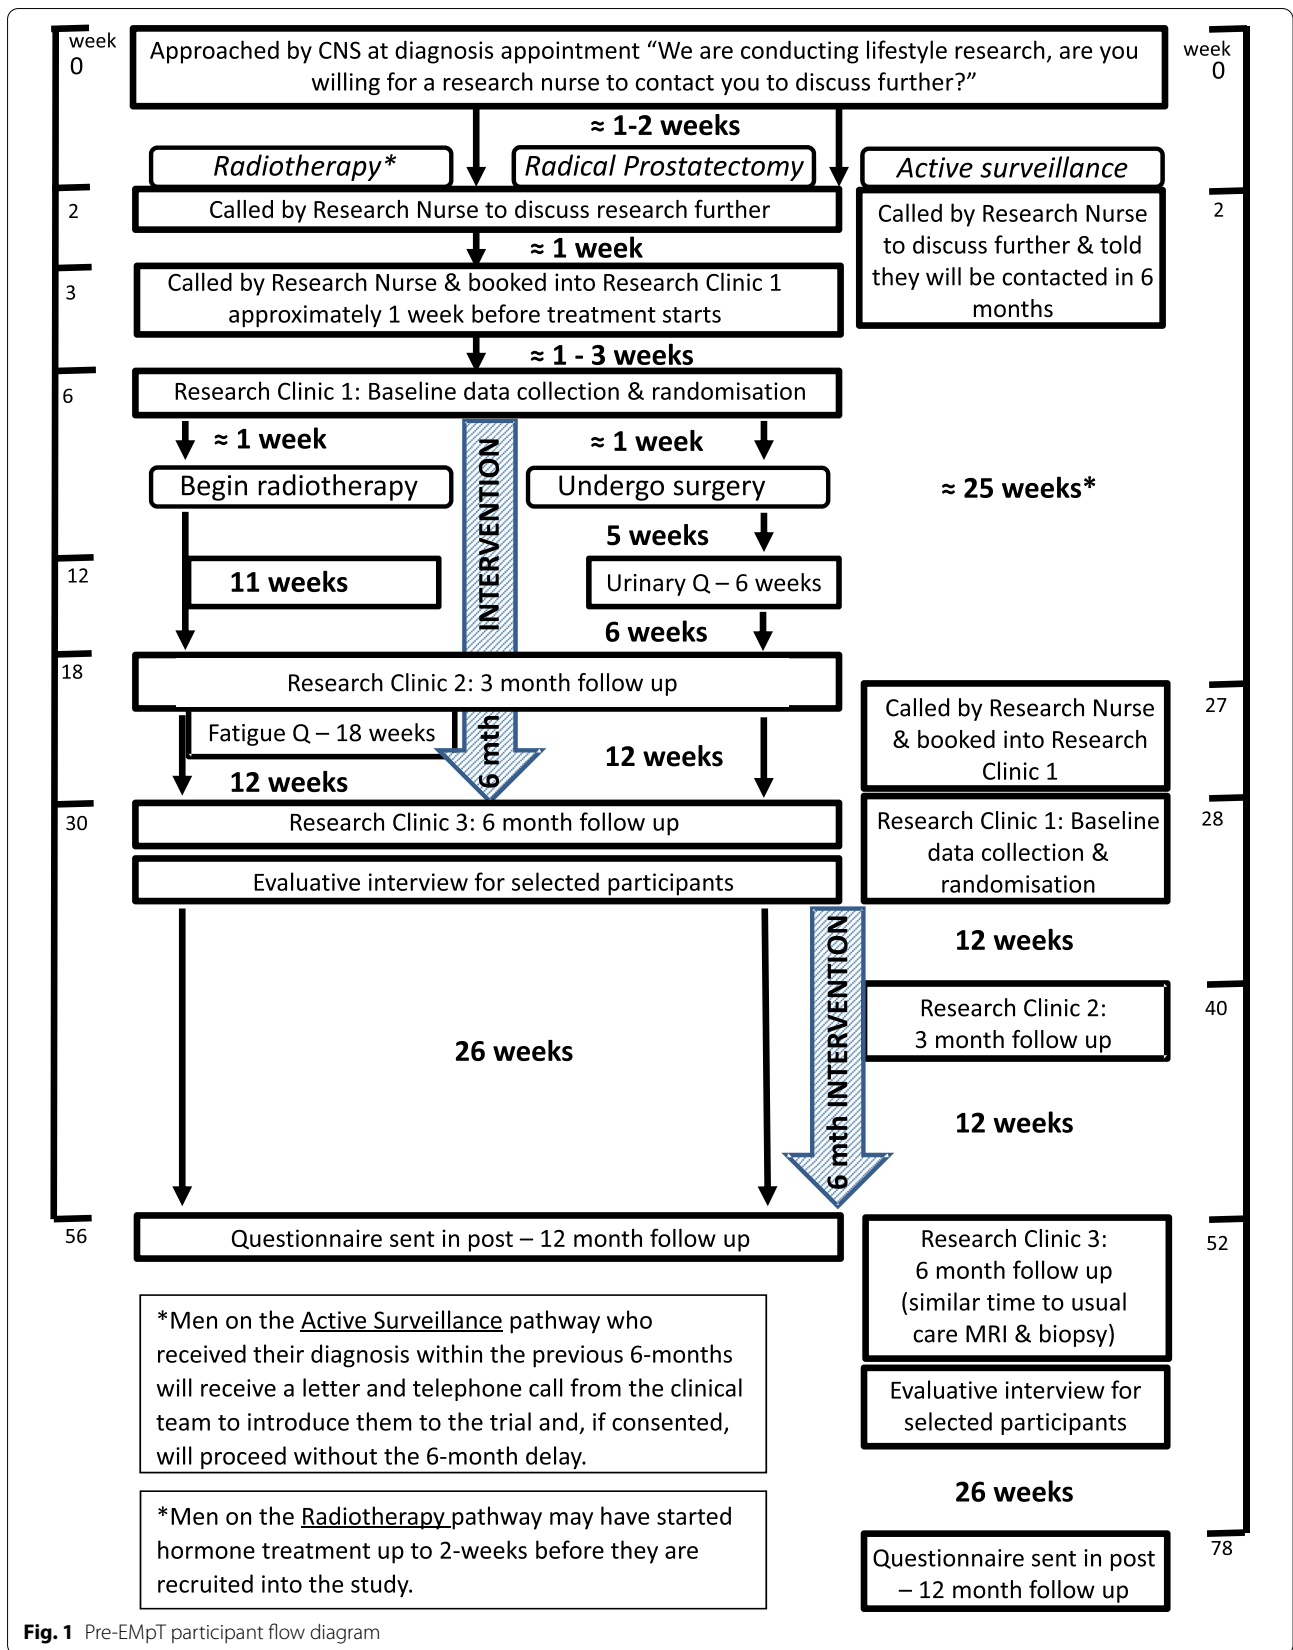 week
0
Approached by CNS at diagnosis appointment “We are conducting lifestyle research, are you
willing for a research nurse to contact you to discuss further?”
week
0
≈ 1-2 weeks
Radiotherapy*
Radical Prostatectomy
Active surveillance
2
Called by Research Nurse to discuss research further
Called by Research Nurse
to discuss further & told
they will be contacted in 6
months
2
≈ 1 week
3
Called by Research Nurse & booked into Research Clinic 1
approximately 1 week before treatment starts
≈ 1 - 3 weeks
6
Research Clinic 1: Baseline data collection & randomisation
≈ 1 week
≈ 1 week
Begin radiotherapy
Undergo surgery
≈ 25 weeks*
6 mth INTERVENTION
5 weeks
12
11 weeks
Urinary Q – 6 weeks
6 weeks
18
Research Clinic 2: 3 month follow up
Called by Research Nurse
& booked into Research
Clinic 1
27
Fatigue Q – 18 weeks
12 weeks
12 weeks
30
Research Clinic 3: 6 month follow up
Research Clinic 1: Baseline
data collection &
randomisation
28
Evaluative interview for selected participants
6 mth INTERVENTION
12 weeks
Research Clinic 2:
3 month follow up
40
26 weeks
12 weeks
56
Questionnaire sent in post – 12 month follow up
Research Clinic 3:
6 month follow up
(similar time to usual
care MRI & biopsy)
52
*Men on the Active Surveillance pathway who
received their diagnosis within the previous 6-months
will receive a letter and telephone call from the clinical
team to introduce them to the trial and, if consented,
will proceed without the 6-month delay.
Evaluative interview for
selected participants
26 weeks
*Men on the Radiotherapy pathway may have started
hormone treatment up to 2-weeks before they are
recruited into the study.
Questionnaire sent in post
– 12 month follow up
78
Fig. 1 Pre-EMpT participant flow diagram